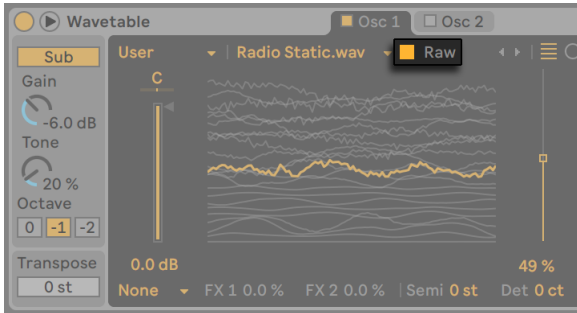 Wavetable
Osc 1 Osc 2
Sub
User Radio Static.wav Raw
Gain
C
-6.0 dB
Tone
20 %
Octave
0 -1 -2
Transpose
0.0 dB 49 %
0 st
None FX 1 0.0 % FX 2 0.0 % Semi 0 st Det 0 ct